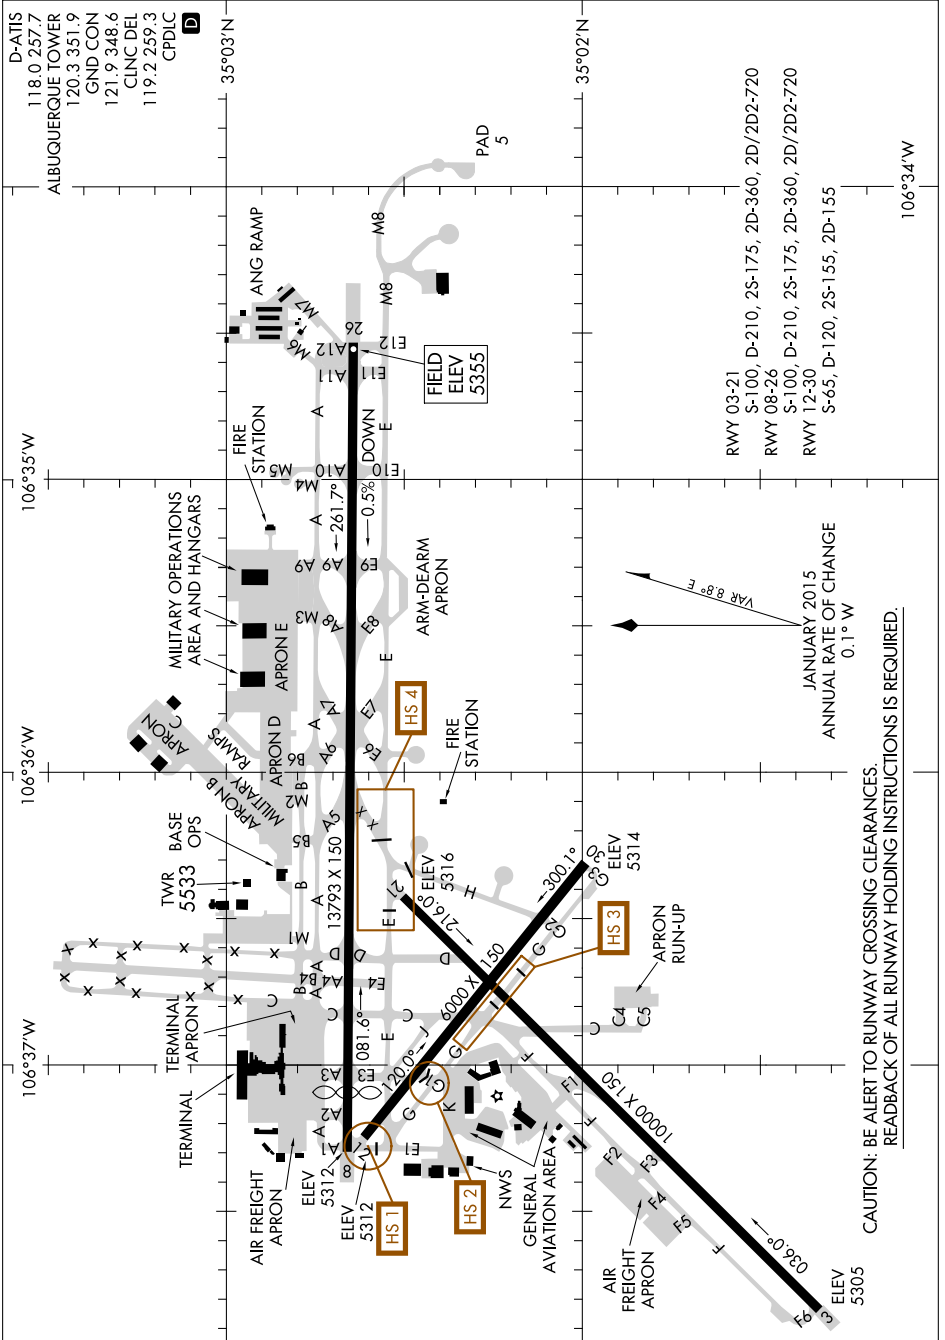 D-ATIS
118.0 257.7
ALBUQUERQUE TOWER
120.3 351.9
GND CON
121.9 348.6
CLNC DEL
119.2 259.3
CPDLC
D
35°03'N
35°02'N
106°34'W
106°35'W
106°36'W
106°37'W
PAD
5
M8
M8
ANG RAMP
M7
M6
26
A12
E12
A11
E11
FIELD
ELEV
5355
A
E
FIRE
STATION
M5
A10
E10
M4
261.7°
0.5% DOWN
A
MILITARY OPERATIONS
AREA AND HANGARS
A9
A9
E9
ARM-DEARM
APRON
M3
A8
E8
E
APRON E
A7
E7
A
APRON
C
APRON B
MILITARY RAMPS
APRON D
B6
A6
E6
HS 4
FIRE
STATION
M2
B
B5
A5
X X
13793 X 150
TWR
5533
BASE
OPS
B
A
M1
E
21
ELEV
5316
216.0°
H
300.1°
30
ELEV
5314
G3
G2
G
HS 3
APRON
RUN-UP
C4
C5
C
X
X
X
X
X
X
X
X
X
X
X
X
D
D
D
A
B4
A4
E4
B
A
C
C
C
081.6°
6000 X 150
J
E
G
TERMINAL
APRON
TERMINAL
A3
E3
120.0°
G
K
K
G
A2
A
A1
E1
8
12
ELEV
5312
ELEV
5312
HS 1
HS 2
NWS
GENERAL
AVIATION AREA
AIR FREIGHT
APRON
AIR
FREIGHT
APRON
F
F1
F
F2
F3
F4
F5
F
F6
10000 X 150
036.0°
3
ELEV
5305
RWY 03-21
S-100, D-210, 2S-175, 2D-360, 2D/2D2-720
RWY 08-26
S-100, D-210, 2S-175, 2D-360, 2D/2D2-720
RWY 12-30
S-65, D-120, 2S-155, 2D-155
VAR 8.8° E
JANUARY 2015
ANNUAL RATE OF CHANGE
0.1° W
CAUTION: BE ALERT TO RUNWAY CROSSING CLEARANCES.
READBACK OF ALL RUNWAY HOLDING INSTRUCTIONS IS REQUIRED.